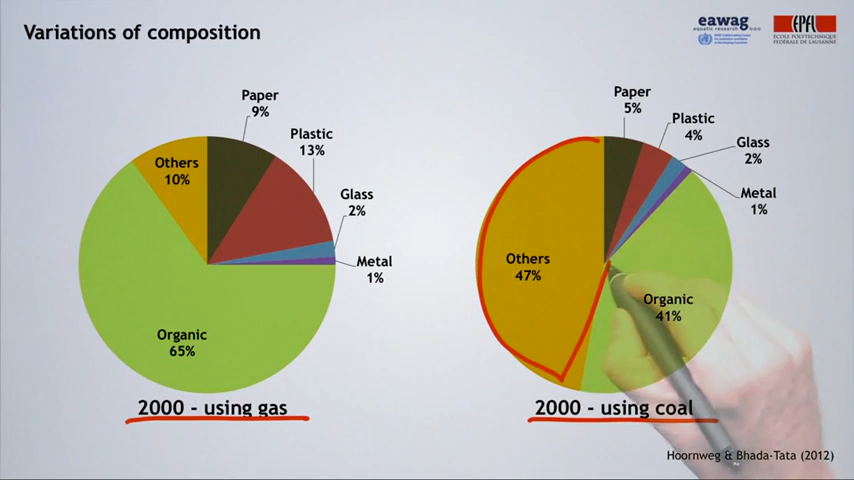 Variations of composition
eawag
aquatic research
EPFL
ECOLE POLYTECHNIQUE
FÉDÉRALE DE LAUSANNE
Paper
9%
Plastic
13%
Glass
2%
Metal
1%
Organic
65%
Others
10%
2000 - using gas
Paper
5%
Plastic
4%
Glass
2%
Metal
1%
Organic
41%
Others
47%
2000 - using coal
Hoornweg & Bhada-Tata (2012)